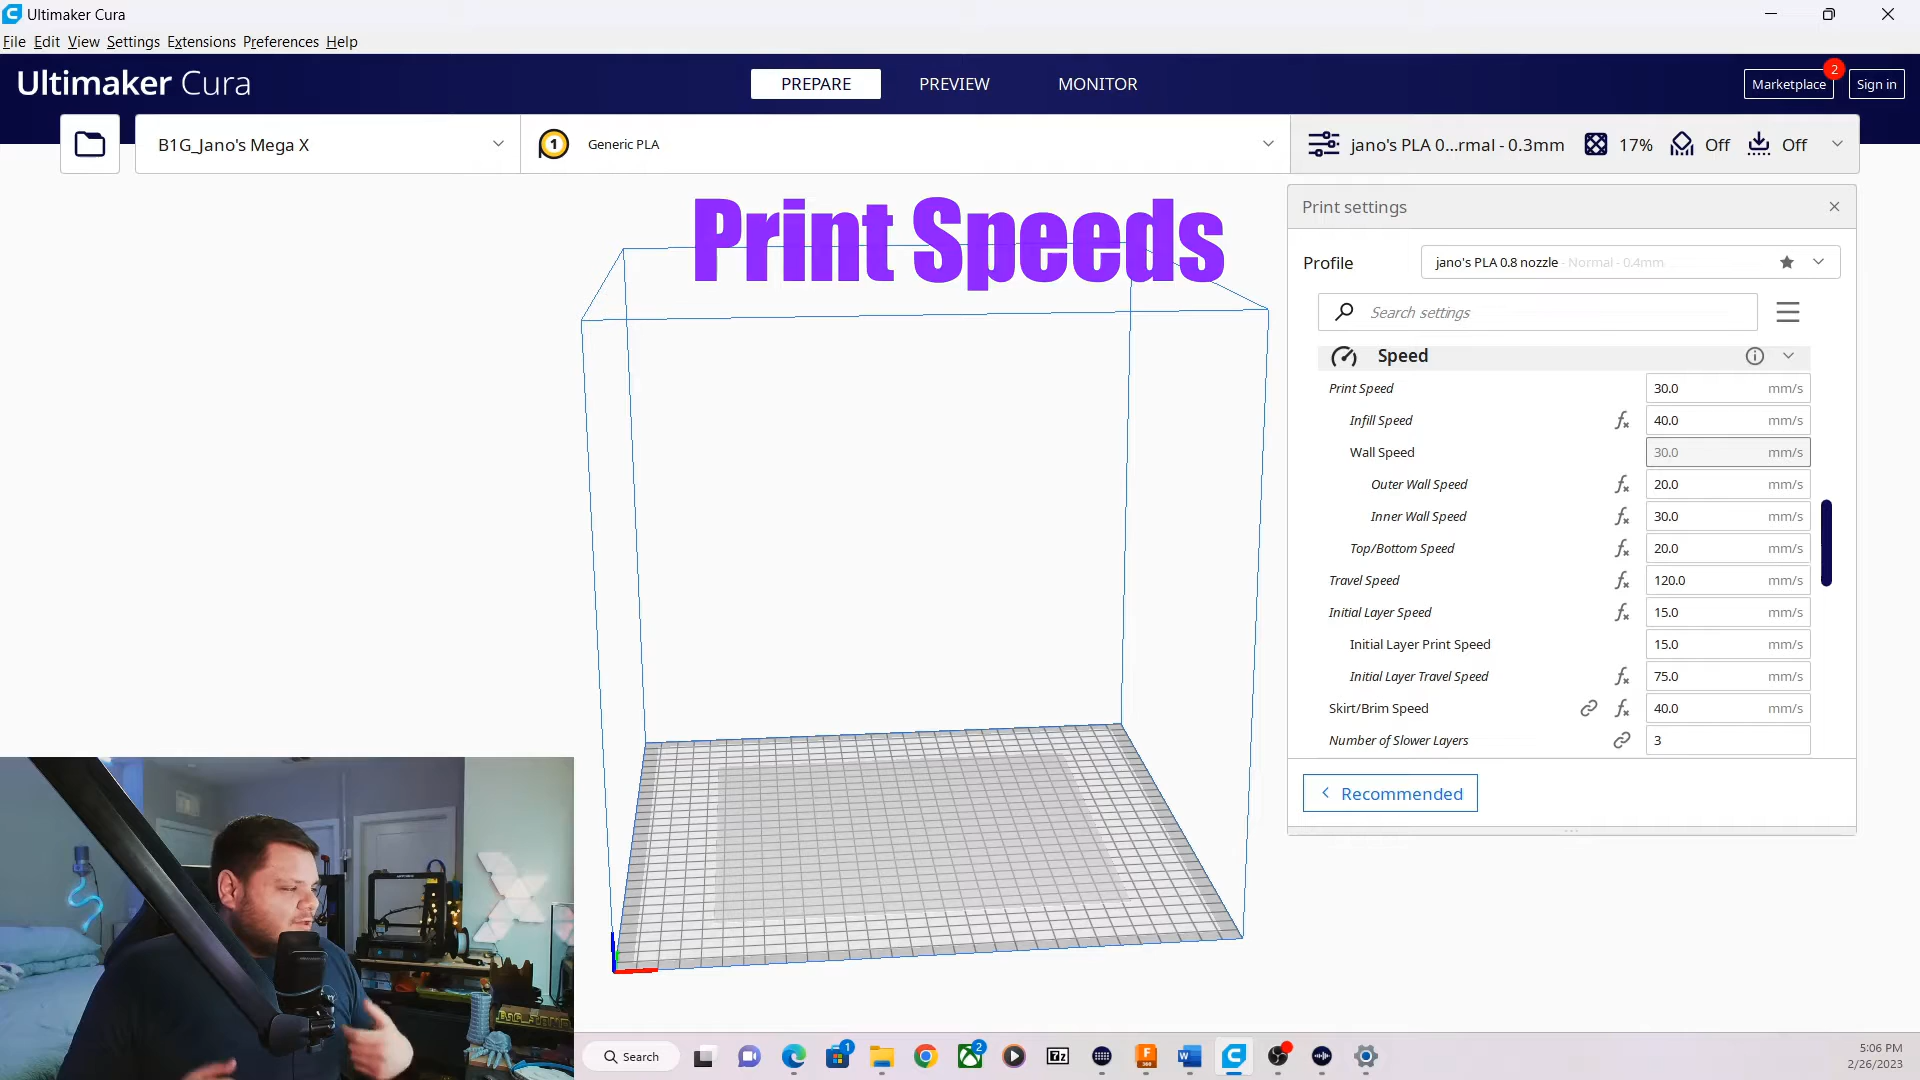 Ultimaker Cura
File Edit View Settings Extensions Preferences Help
Ultimaker Cura
PREPARE PREVIEW MONITOR
Marketplace 2 Sign in
B1G_Jano's Mega X
1 Generic PLA
jano's PLA 0...rmal - 0.3mm 17% Off Off
Print Speeds
Print settings
Profile jano's PLA 0.8 nozzle - Normal - 0.4mm
Search settings
Speed
Print Speed 30.0 mm/s
Infill Speed 40.0 mm/s
Wall Speed 30.0 mm/s
Outer Wall Speed 20.0 mm/s
Inner Wall Speed 30.0 mm/s
Top/Bottom Speed 20.0 mm/s
Travel Speed 120.0 mm/s
Initial Layer Speed 15.0 mm/s
Initial Layer Print Speed 15.0 mm/s
Initial Layer Travel Speed 75.0 mm/s
Skirt/Brim Speed 40.0 mm/s
Number of Slower Layers 3
Recommended
Search
1
2
7z
F
W
5:06 PM
2/26/2023